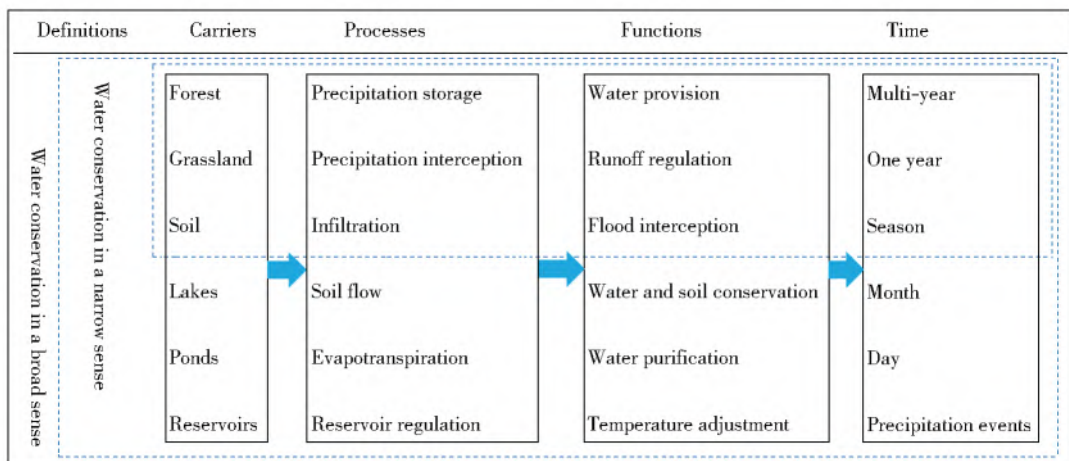 Definitions Carriers Processes Functions Time
Water conservation in a broad sense
Water conservation in a narrow sense
Forest Precipitation storage Water provision Multi-year
Grassland Precipitation interception Runoff regulation One year
Soil Infiltration Flood interception Season
Lakes Soil flow Water and soil conservation Month
Ponds Evapotranspiration Water purification Day
Reservoirs Reservoir regulation Temperature adjustment Precipitation events